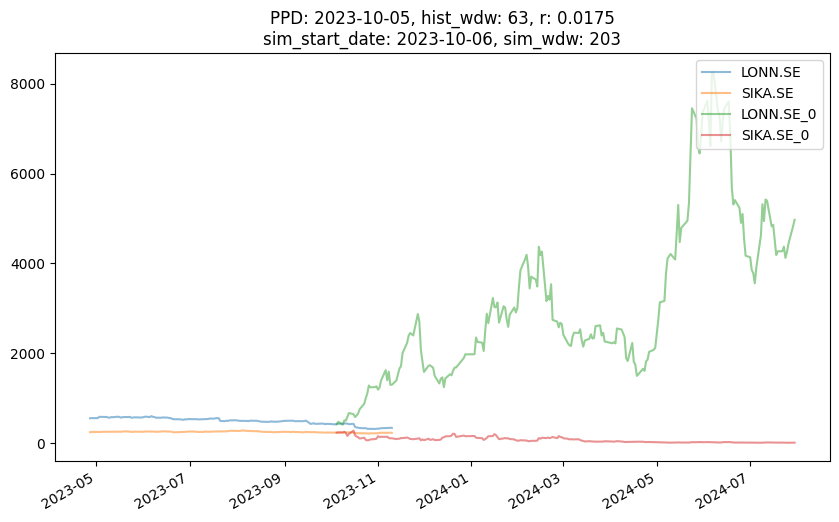 PPD: 2023-10-05, hist_wdw: 63, r: 0.0175
sim_start_date: 2023-10-06, sim_wdw: 203
8000
6000
4000
2000
0
LONN.SE
SIKA.SE
LONN.SE_0
SIKA.SE_0
2023-05
2023-07
2023-09
2023-11
2024-01
2024-03
2024-05
2024-07